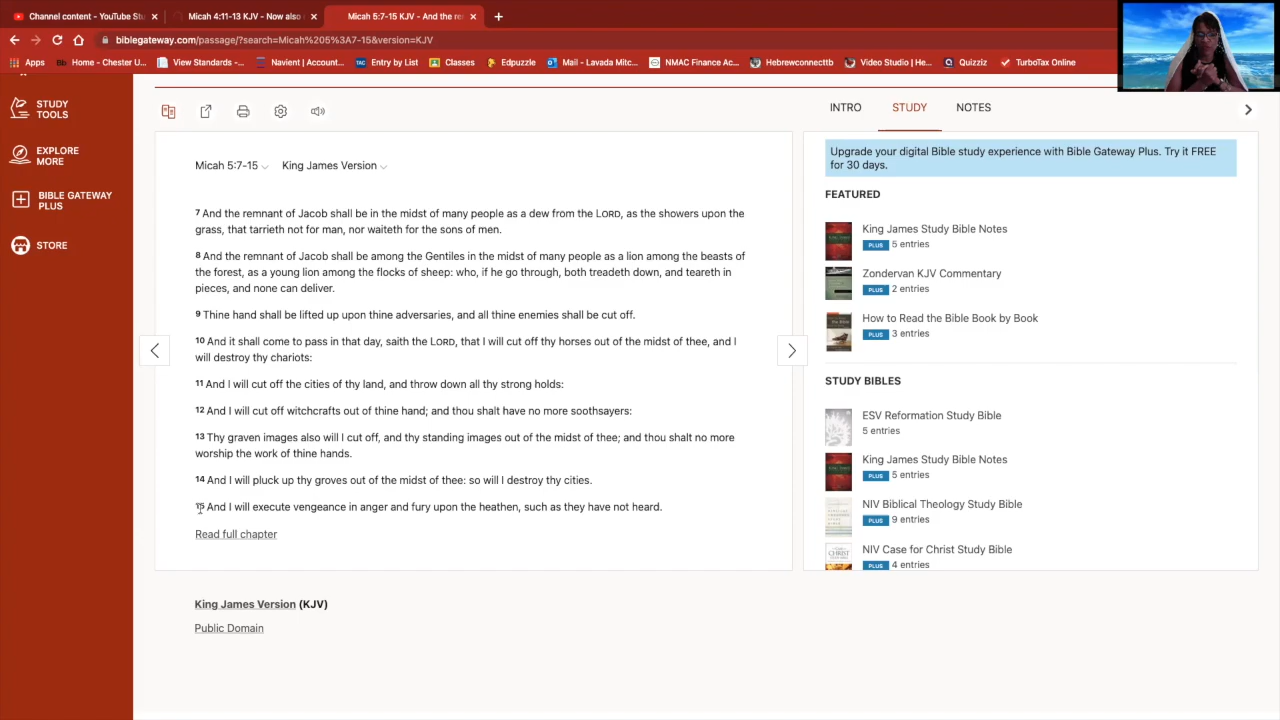 Channel content - YouTube Stu
Micah 4:11-13 KJV - Now also
Micah 5:7-15 KJV - And the re
biblegateway.com/passage/?search=Micah%205%3A7-15&version=KJV
Apps
Home - Chester U...
View Standards -...
Navient | Account...
TAC
Entry by List
Classes
Edpuzzle
Mail - Lavada Mitc...
NMAC Finance Ac...
Hebrewconnecttb
Video Studio | He...
Quizziz
TurboTax Online
STUDY
TOOLS
EXPLORE
MORE
BIBLE GATEWAY
PLUS
STORE
INTRO
STUDY
NOTES
Micah 5:7-15
King James Version
7 And the remnant of Jacob shall be in the midst of many people as a dew from the LORD, as the showers upon the
grass, that tarrieth not for man, nor waiteth for the sons of men.
8 And the remnant of Jacob shall be among the Gentiles in the midst of many people as a lion among the beasts of
the forest, as a young lion among the flocks of sheep: who, if he go through, both treadeth down, and teareth in
pieces, and none can deliver.
9 Thine hand shall be lifted up upon thine adversaries, and all thine enemies shall be cut off.
10 And it shall come to pass in that day, saith the LORD, that I will cut off thy horses out of the midst of thee, and I
will destroy thy chariots:
11 And I will cut off the cities of thy land, and throw down all thy strong holds:
12 And I will cut off witchcrafts out of thine hand; and thou shalt have no more soothsayers:
13 Thy graven images also will I cut off, and thy standing images out of the midst of thee; and thou shalt no more
worship the work of thine hands.
14 And I will pluck up thy groves out of the midst of thee: so will I destroy thy cities.
15 And I will execute vengeance in anger and fury upon the heathen, such as they have not heard.
Read full chapter
King James Version (KJV)
Public Domain
Upgrade your digital Bible study experience with Bible Gateway Plus. Try it FREE
for 30 days.
FEATURED
King James Study Bible Notes
PLUS 5 entries
Zondervan KJV Commentary
PLUS 2 entries
How to Read the Bible Book by Book
PLUS 3 entries
STUDY BIBLES
ESV Reformation Study Bible
5 entries
King James Study Bible Notes
PLUS 5 entries
NIV Biblical Theology Study Bible
PLUS 9 entries
NIV Case for Christ Study Bible
PLUS 4 entries